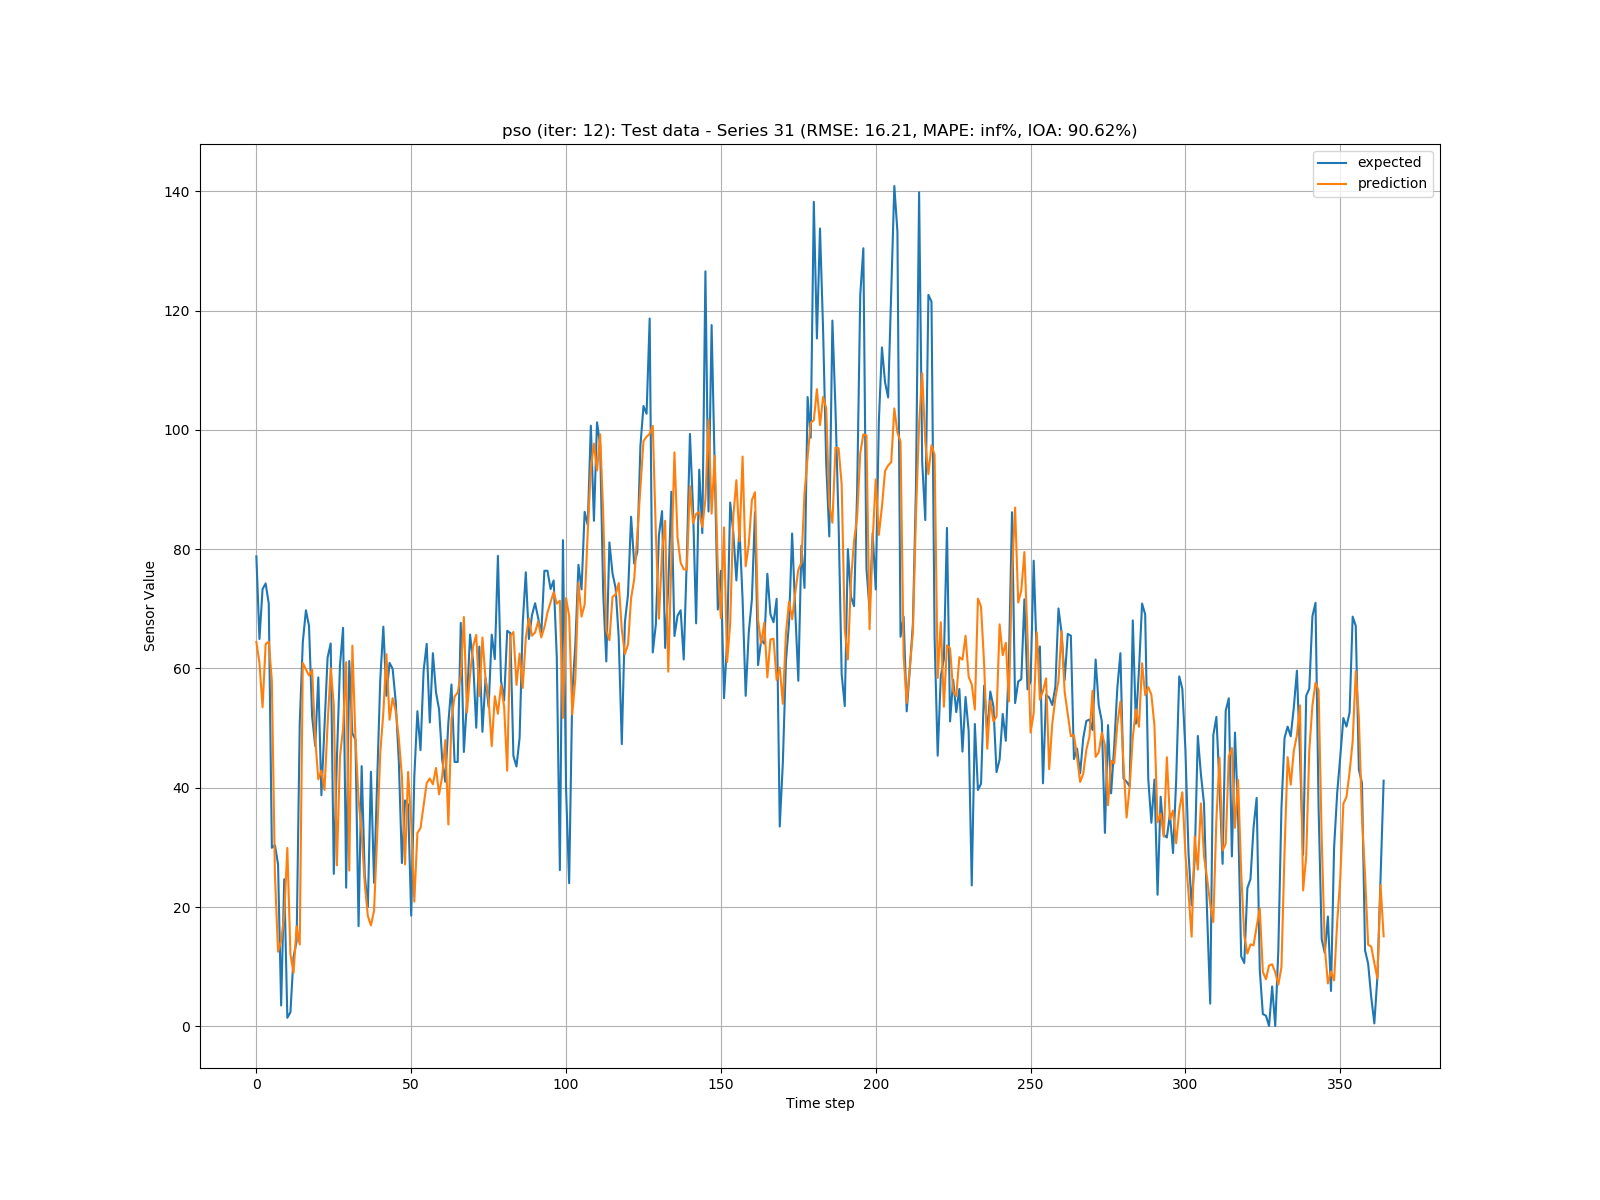 pso (iter: 12): Test data - Series 31 (RMSE: 16.21, MAPE: inf%, IOA: 90.62%)
expected
prediction
140
120
100
80
60
40
20
0
Sensor Value
0 50 100 150 200 250 300 350
Time step